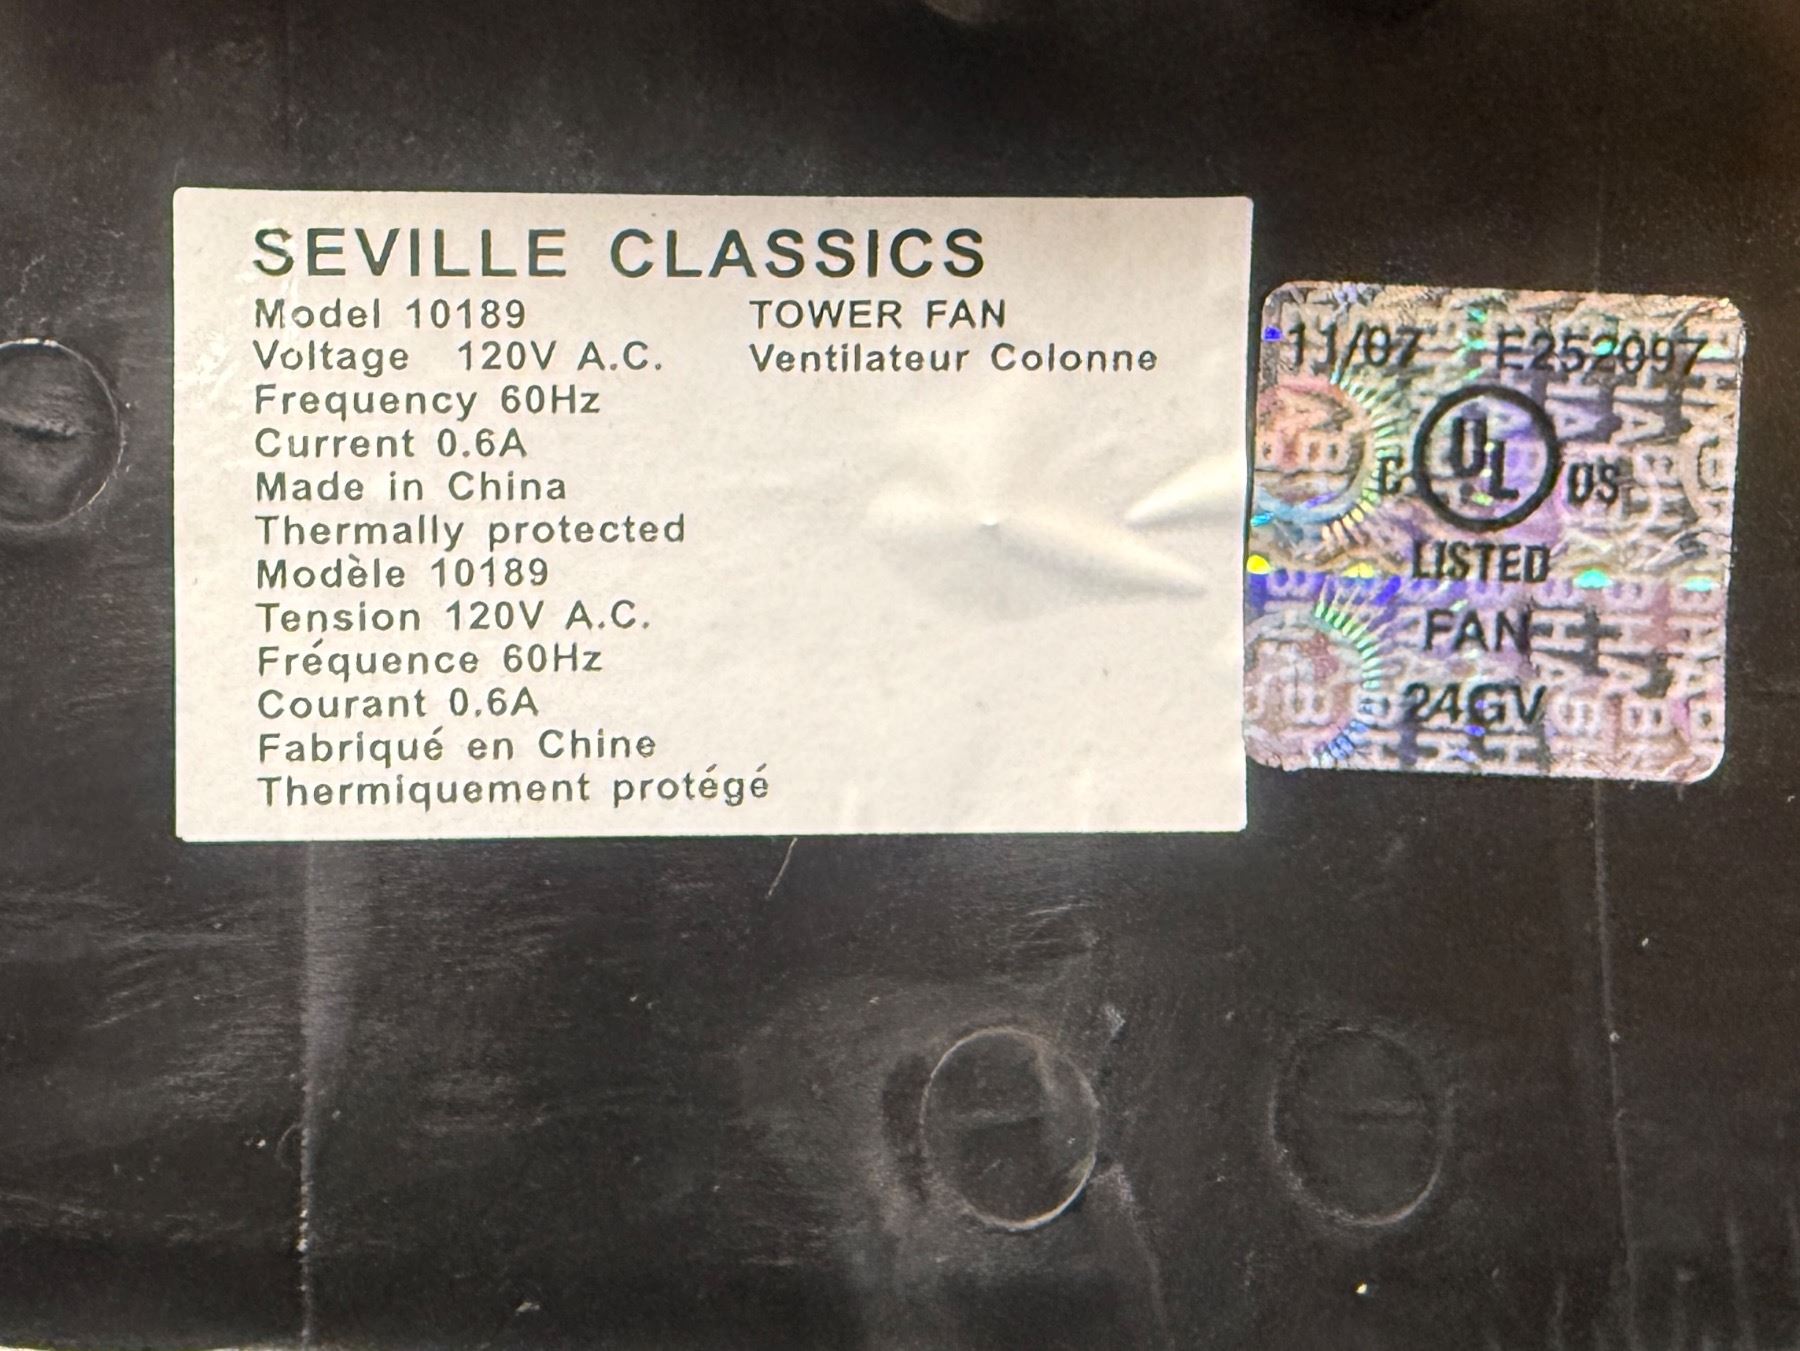 SEVILLE CLASSICS
Model 10189
TOWER FAN
Voltage 120V A.C.
Ventilateur Colonne
Frequency 60Hz
Current 0.6A
Made in China
Thermally protected
Modèle 10189
Tension 120V A.C.
Fréquence 60Hz
Courant 0.6A
Fabriqué en Chine
Thermiquement protégé
11/07 E252097
C UL US
LISTED
FAN
24GV